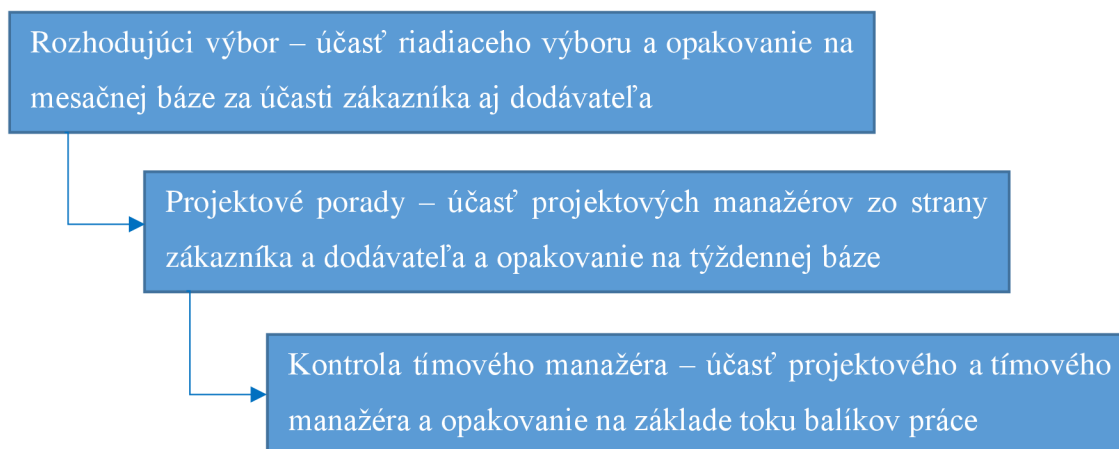 Rozhodujúci výbor – účasť riadiaceho výboru a opakovanie na
mesačnej báze za účasti zákazníka aj dodávateľa
Projektové porady – účasť projektových manažérov zo strany
zákazníka a dodávateľa a opakovanie na týždennej báze
Kontrola tímového manažéra – účasť projektového a tímového
manažéra a opakovanie na základe toku balíkov práce